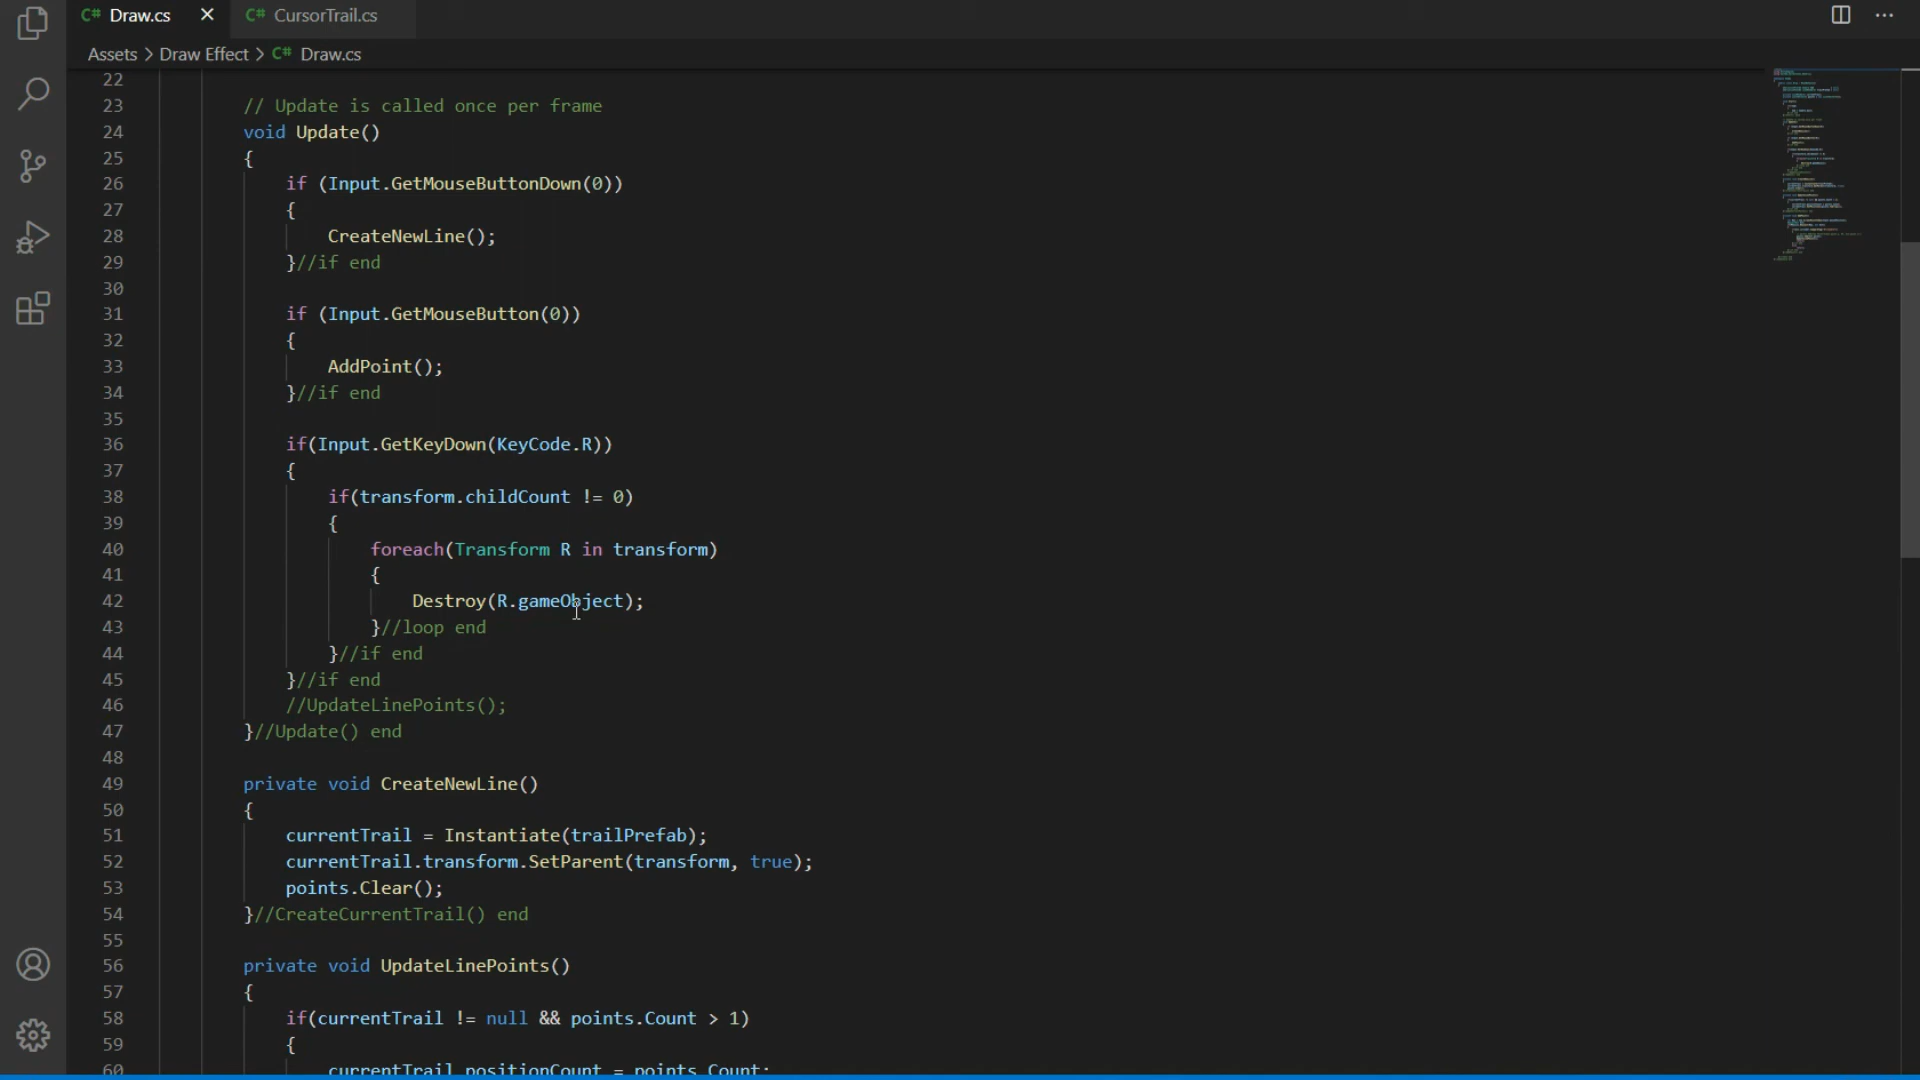 C# Draw.cs × C# CursorTrail.cs ···
Assets > Draw Effect > C# Draw.cs
22
23 // Update is called once per frame
24 void Update()
25 {
26 if (Input.GetMouseButtonDown(0))
27 {
28 CreateNewLine();
29 }//if end
30
31 if (Input.GetMouseButton(0))
32 {
33 AddPoint();
34 }//if end
35
36 if(Input.GetKeyDown(KeyCode.R))
37 {
38 if(transform.childCount != 0)
39 {
40 foreach(Transform R in transform)
41 {
42 Destroy(R.gameObject);
43 }//loop end
44 }//if end
45 }//if end
46 //UpdateLinePoints();
47 }//Update() end
48
49 private void CreateNewLine()
50 {
51 currentTrail = Instantiate(trailPrefab);
52 currentTrail.transform.SetParent(transform, true);
53 points.Clear();
54 }//CreateCurrentTrail() end
55
56 private void UpdateLinePoints()
57 {
58 if(currentTrail != null && points.Count > 1)
59 {
60 currentTrail.positionCount = points.Count;